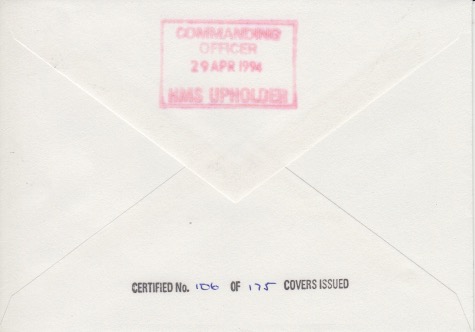 COMMANDING
OFFICER
29 APR 1994
HMS UPHOLDER
CERTIFIED No. 106 OF 175 COVERS ISSUED